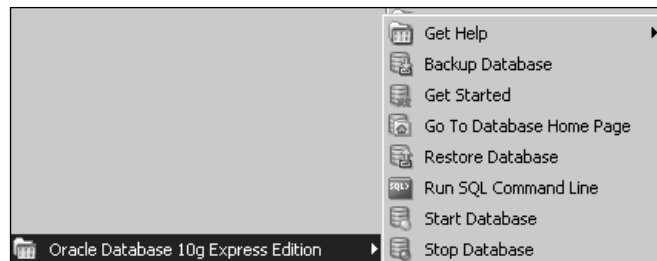 Get Help
Backup Database
Get Started
Go To Database Home Page
Restore Database
Run SQL Command Line
Start Database
Oracle Database 10g Express Edition
Stop Database